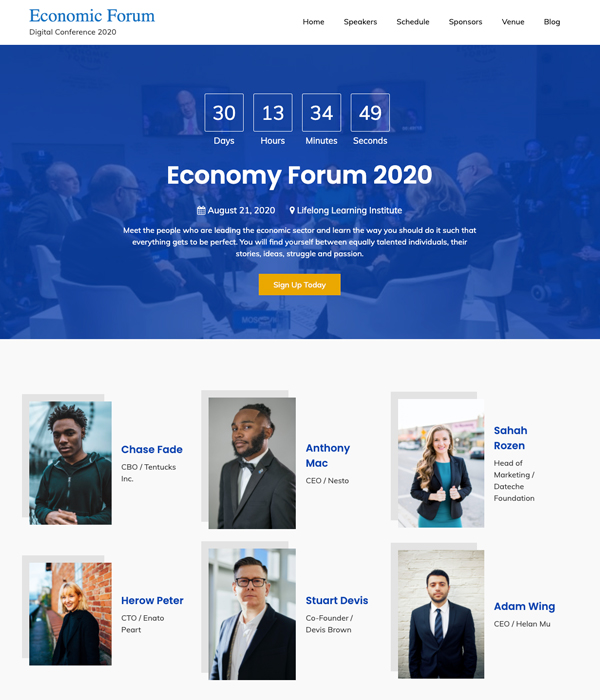 Economic Forum
Digital Conference 2020
Home Speakers Schedule Sponsors Venue Blog
30 13 34 49
Days Hours Minutes Seconds
Economy Forum 2020
August 21, 2020 Lifelong Learning Institute
Meet the people who are leading the economic sector and learn the way you should do it such that
everything gets to be perfect. You will find yourself between equally talented individuals, their
stories, ideas, struggle and passion.
Sign Up Today
Chase Fade
CBO / Tentucks
Inc.
Anthony
Mac
CEO / Nesto
Sahah
Rozen
Head of
Marketing /
Dateche
Foundation
Herow Peter
CTO / Enato
Peart
Stuart Devis
Co-Founder /
Devis Brown
Adam Wing
CEO / Helan Mu